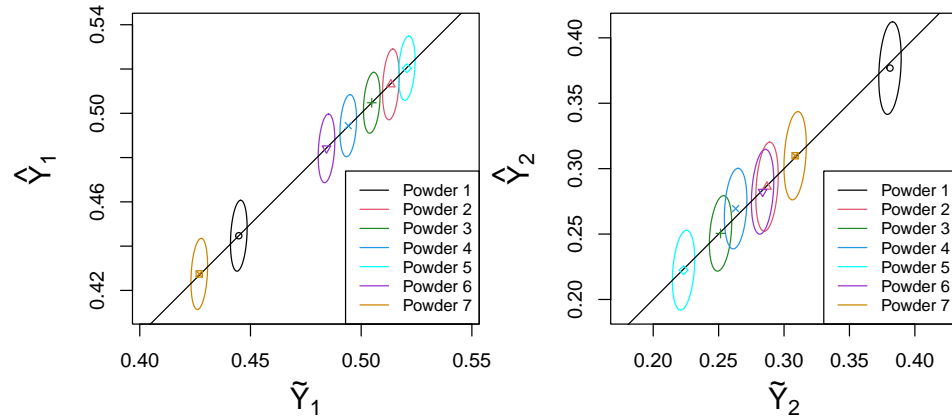 0.54
0.50
0.46
0.42
Ŷ₁
0.40 0.45 0.50 0.55
Ỹ₁
Powder 1
Powder 2
Powder 3
Powder 4
Powder 5
Powder 6
Powder 7
0.40
0.35
0.30
0.25
0.20
Ŷ₂
0.20 0.25 0.30 0.35 0.40
Ỹ₂
Powder 1
Powder 2
Powder 3
Powder 4
Powder 5
Powder 6
Powder 7